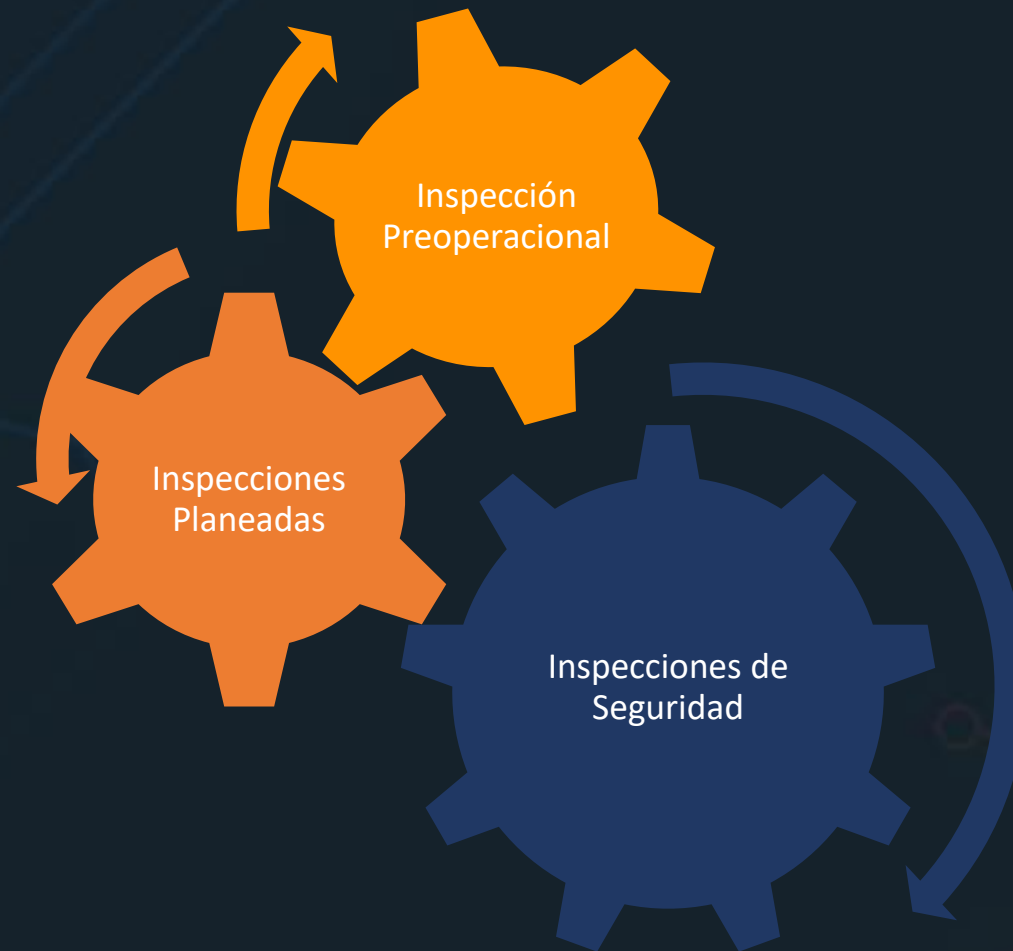 Inspección
Preoperacional
Inspecciones
Planeadas
Inspecciones de
Seguridad